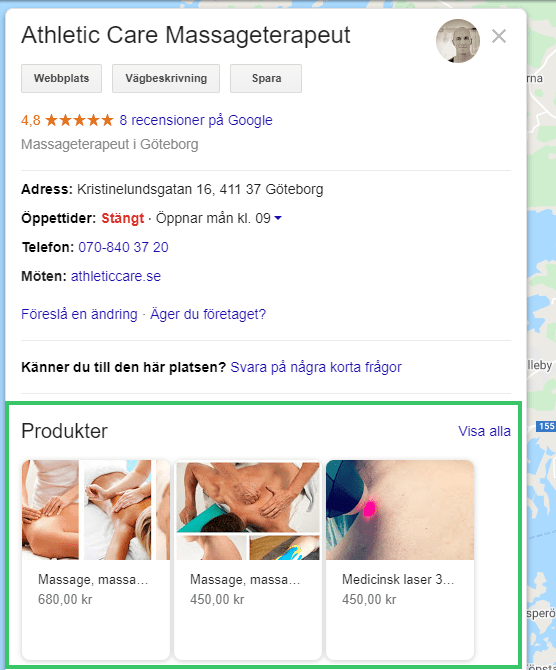 Athletic Care Massageterapeut
Webbplats Vägbeskrivning Spara
4,8 8 recensioner på Google
Massageterapeut i Göteborg
Adress: Kristinelundsgatan 16, 411 37 Göteborg
Öppettider: Stängt · Öppnar mån kl. 09
Telefon: 070-840 37 20
Möten: athleticcare.se
Föreslå en ändring · Äger du företaget?
Känner du till den här platsen? Svara på några korta frågor
lleby
155
Produkter Visa alla
Massage, massa... Massage, massa... Medicinsk laser 3...
680,00 kr 450,00 kr 450,00 kr
sperö